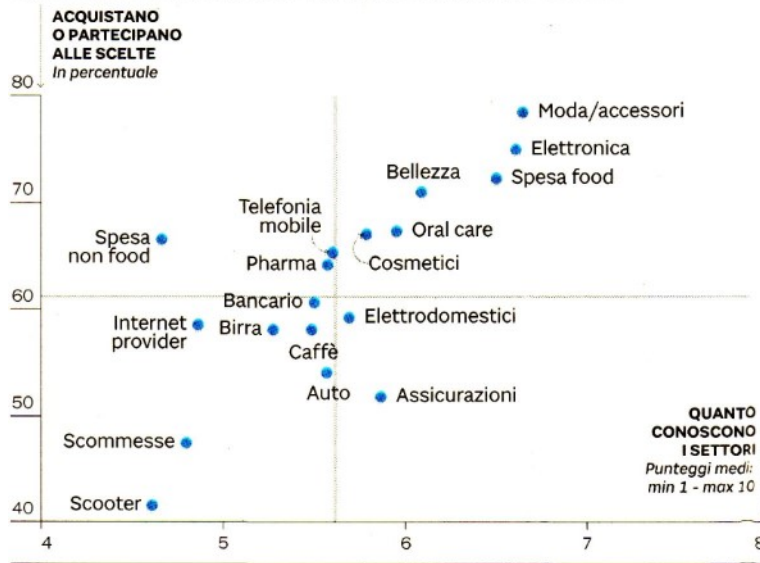 ACQUISTANO
O PARTECIPANO
ALLE SCELTE
In percentuale
80
Moda/accessori
Elettronica
Bellezza
Spesa food
70
Telefonia
mobile
Oral care
Spesa
non food
Pharma
Cosmetici
60
Bancario
Elettrodomestici
Internet
provider
Birra
Caffè
Auto
Assicurazioni
50
QUANTO
CONOSCONO
I SETTORI
Punteggi medi:
min 1 - max 10
Scommesse
Scooter
40
4
5
6
7
8